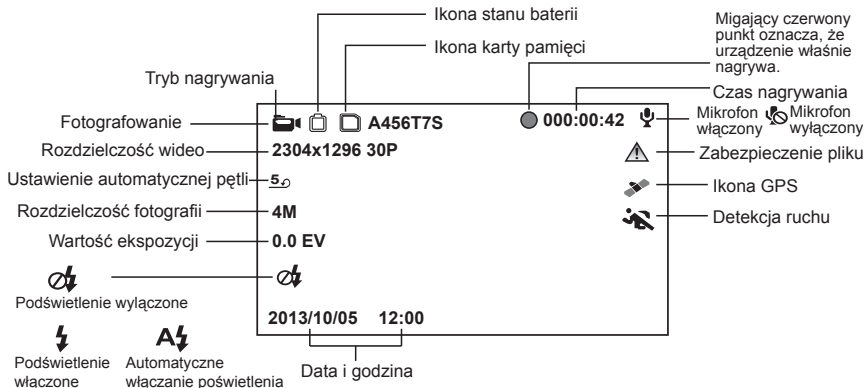 Ikona stanu baterii
Ikona karty pamięci
Migający czerwony
punkt oznacza, że
urządzenie właśnie
nagrywa.
Tryb nagrywania
Czas nagrywania
Fotografowanie
A456T7S
000:00:42
Mikrofon
włączony
Mikrofon
wyłączony
Rozdzielczość wideo
2304x1296 30P
Zabezpieczenie pliku
Ustawienie automatycznej pętli
5
Ikona GPS
Rozdzielczość fotografii
4M
Detekcja ruchu
Wartość ekspozycji
0.0 EV
Podświetlenie wyłączone
2013/10/05 12:00
A
Podświetlenie
włączone
Automatyczne
włączanie poświetlenia
Data i godzina